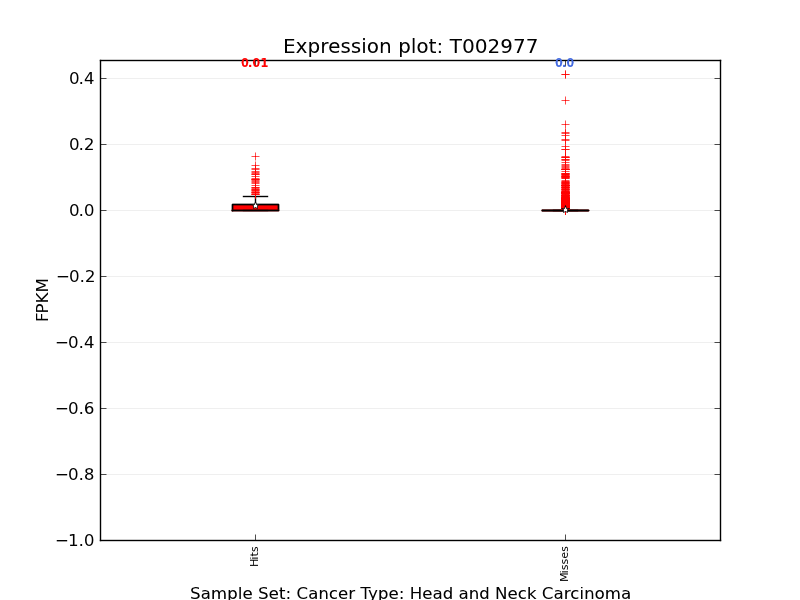 Expression plot: T002977
0.01
0.0
0.4
0.2
0.0
−0.2
−0.4
−0.6
−0.8
−1.0
FPKM
Hits
Misses
Sample Set: Cancer Type: Head and Neck Carcinoma